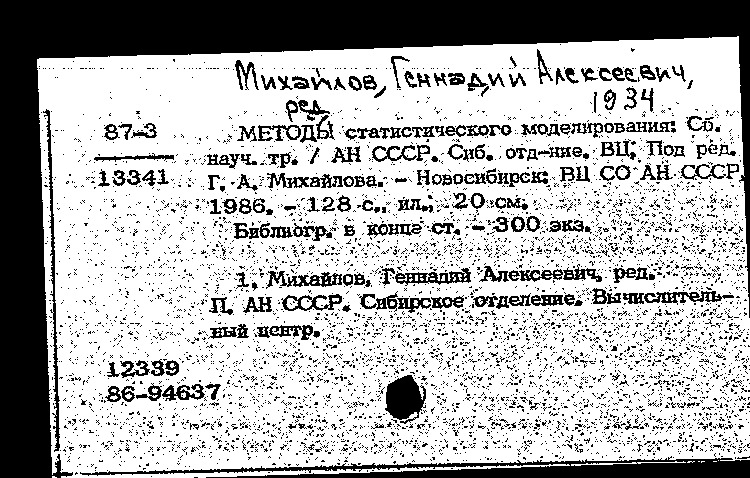 Михайлов, Геннадий Алексеевич,
ред. 1934
87-3 МЕТОДЫ статистического моделирования: Сб.
науч. тр. / АН СССР. Сиб. отд-ние. ВЦ; Под ред.
13341 Г. А. Михайлова. - Новосибирск: ВЦ СО АН СССР,
1986. - 128 с., ил.; 20 см.
Библиогр. в конце ст. - 300 экз.
1. Михайлов, Геннадий Алексеевич, ред.
П. АН СССР. Сибирское отделение. Вычислитель-
ный центр.
12339
86-94637